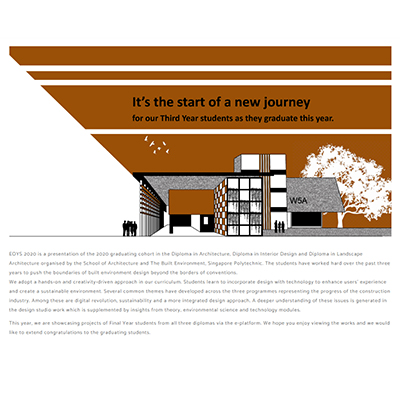 It's the start of a new journey
for our Third Year students as they graduate this year.
W5A
EOYS 2020 is a presentation of the 2020 graduating cohort in the Diploma in Architecture, Diploma in Interior Design and Diploma in Landscape
Architecture organised by the School of Architecture and The Built Environment, Singapore Polytechnic. The students have worked hard over the past three
years to push the boundaries of built environment design beyond the borders of conventions.
We adopt a hands-on and creativity-driven approach in our curriculum. Students learn to incorporate design with technology to enhance users' experience
and create a sustainable environment. Several common themes have developed across the three programmes representing the progress of the construction
industry. Among these are digital revolution, sustainability and a more integrated design approach. A deeper understanding of these issues is generated in
the design studio work which is supplemented by insights from theory, environmental science and technology modules.
This year, we are showcasing projects of Final Year students from all three diplomas via the e-platform. We hope you enjoy viewing the works and we would
like to extend congratulations to the graduating students.